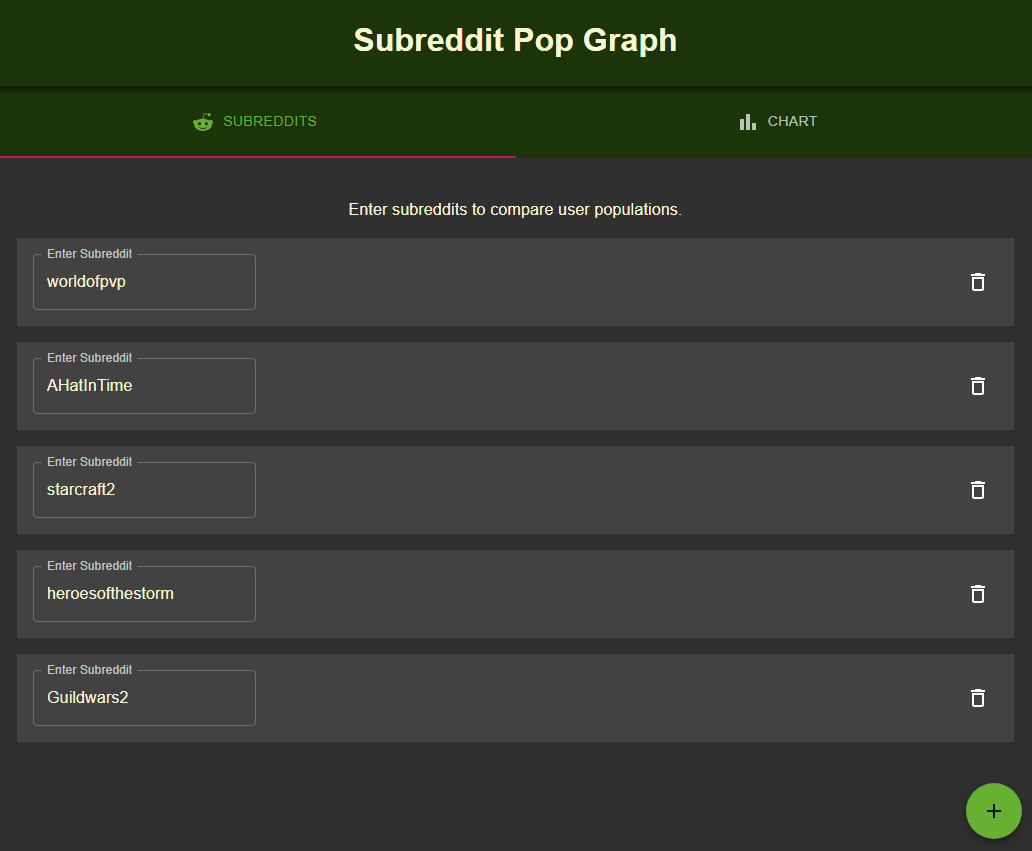 Subreddit Pop Graph
SUBREDDITS
CHART
Enter subreddits to compare user populations.
Enter Subreddit
worldofpvp
Enter Subreddit
AHatInTime
Enter Subreddit
starcraft2
Enter Subreddit
heroesofthestorm
Enter Subreddit
Guildwars2